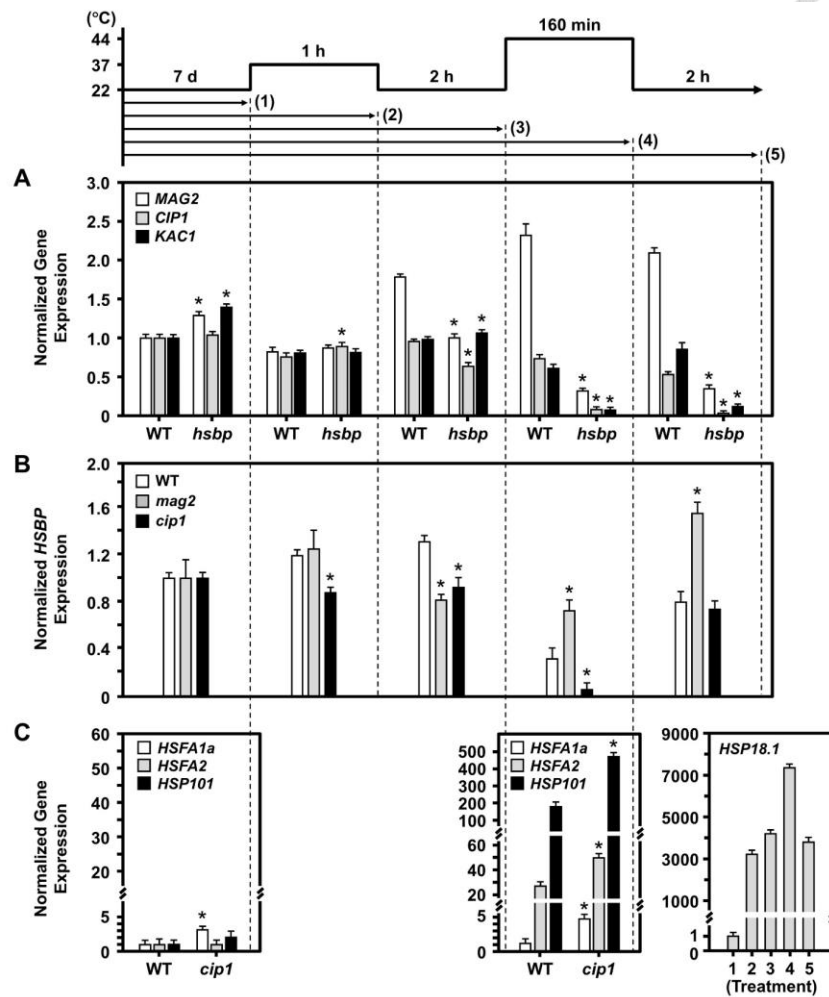 (°C)
44
37
22
7 d
1 h
2 h
160 min
2 h
(1)
(2)
(3)
(4)
(5)
A
Normalized Gene
Expression
3.0
2.5
2.0
1.5
1.0
0.5
0
MAG2
CIP1
KAC1
* *
*
* * *
* * *
* * *
WT hsbp WT hsbp WT hsbp WT hsbp WT hsbp
B
Normalized HSBP
Expression
2.0
1.6
1.2
0.8
0.4
0
WT
mag2
cip1
*
* *
* *
*
C
Normalized Gene
Expression
60
50
40
30
20
5
0
HSFA1a
HSFA2
HSP101
*
WT cip1
500
400
300
200
100
60
40
20
5
0
HSFA1a
HSFA2
HSP101
* * *
WT cip1
9000
7000
5000
3000
1000
1
0
HSP18.1
1 2 3 4 5
(Treatment)